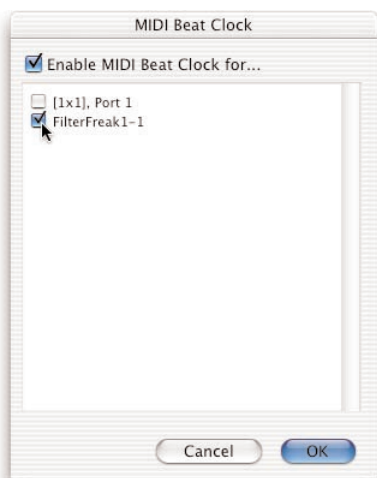 MIDI Beat Clock
Enable MIDI Beat Clock for...
[1x1], Port 1
FilterFreak1-1
Cancel OK